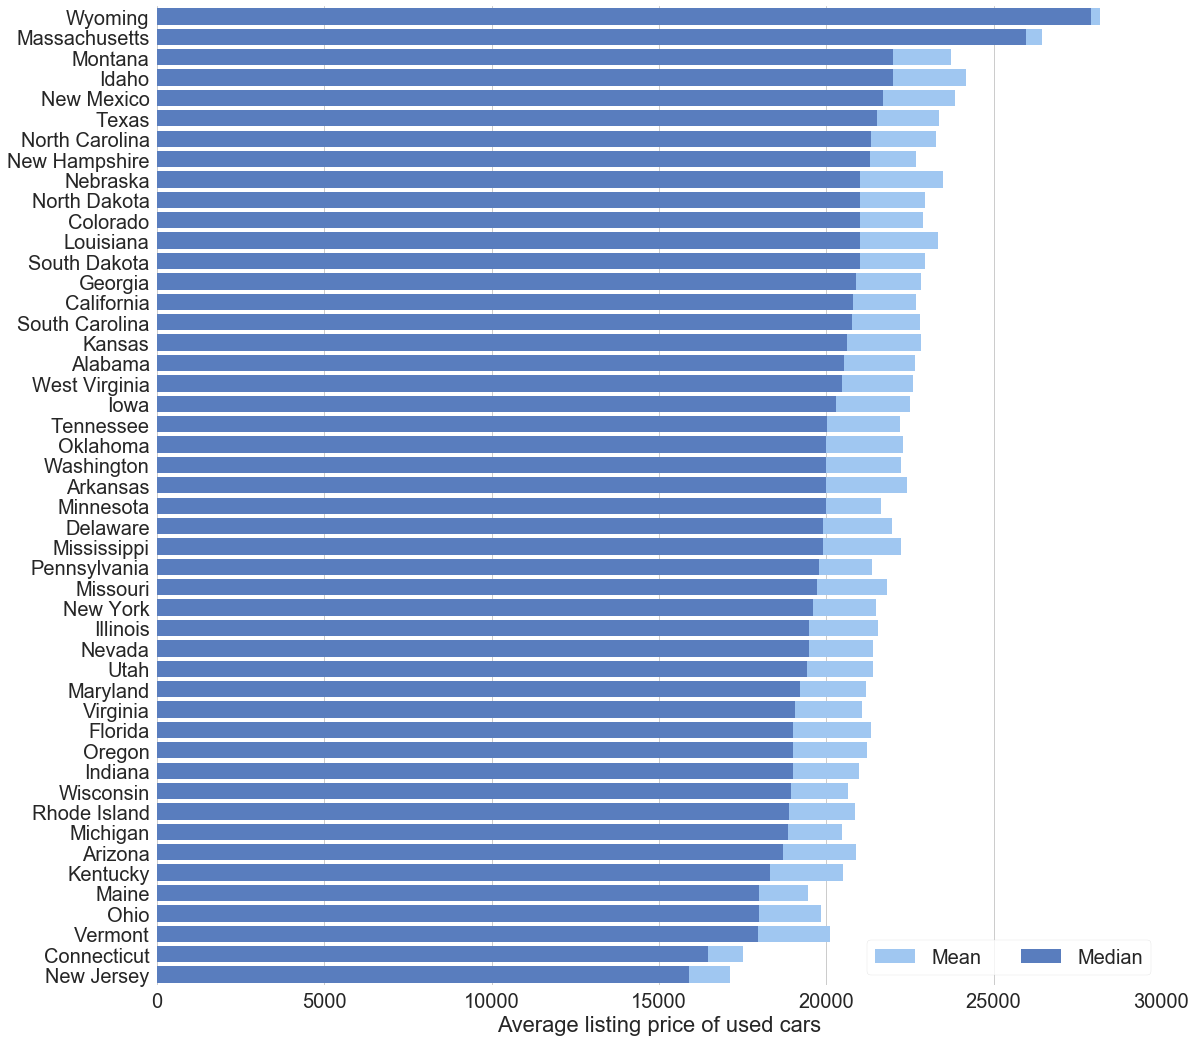 Wyoming
Massachusetts
Montana
Idaho
New Mexico
Texas
North Carolina
New Hampshire
Nebraska
North Dakota
Colorado
Louisiana
South Dakota
Georgia
California
South Carolina
Kansas
Alabama
West Virginia
Iowa
Tennessee
Oklahoma
Washington
Arkansas
Minnesota
Delaware
Mississippi
Pennsylvania
Missouri
New York
Illinois
Nevada
Utah
Maryland
Virginia
Florida
Oregon
Indiana
Wisconsin
Rhode Island
Michigan
Arizona
Kentucky
Maine
Ohio
Vermont
Connecticut
New Jersey
Mean Median
0 5000 10000 15000 20000 25000 30000
Average listing price of used cars